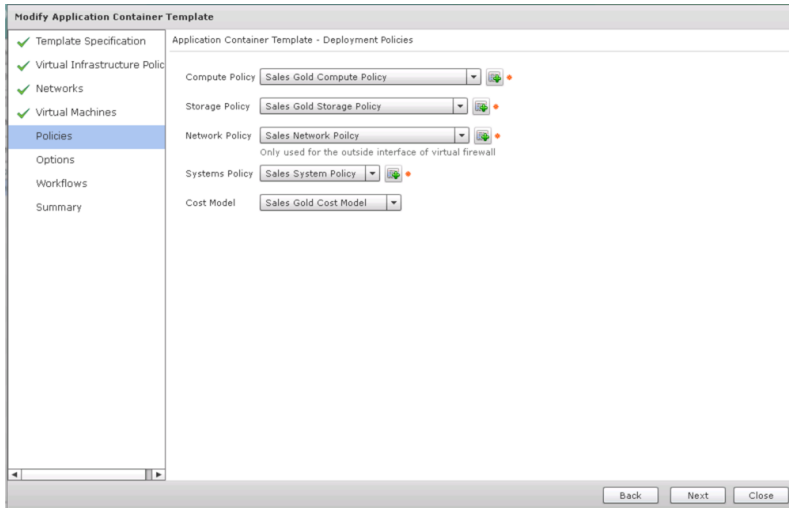 Modify Application Container Template
Template Specification
Virtual Infrastructure Polic
Networks
Virtual Machines
Policies
Options
Workflows
Summary
Application Container Template - Deployment Policies
Compute Policy Sales Gold Compute Policy
Storage Policy Sales Gold Storage Policy
Network Policy Sales Network Poilcy
Only used for the outside interface of virtual firewall
Systems Policy Sales System Policy
Cost Model Sales Gold Cost Model
Back Next Close